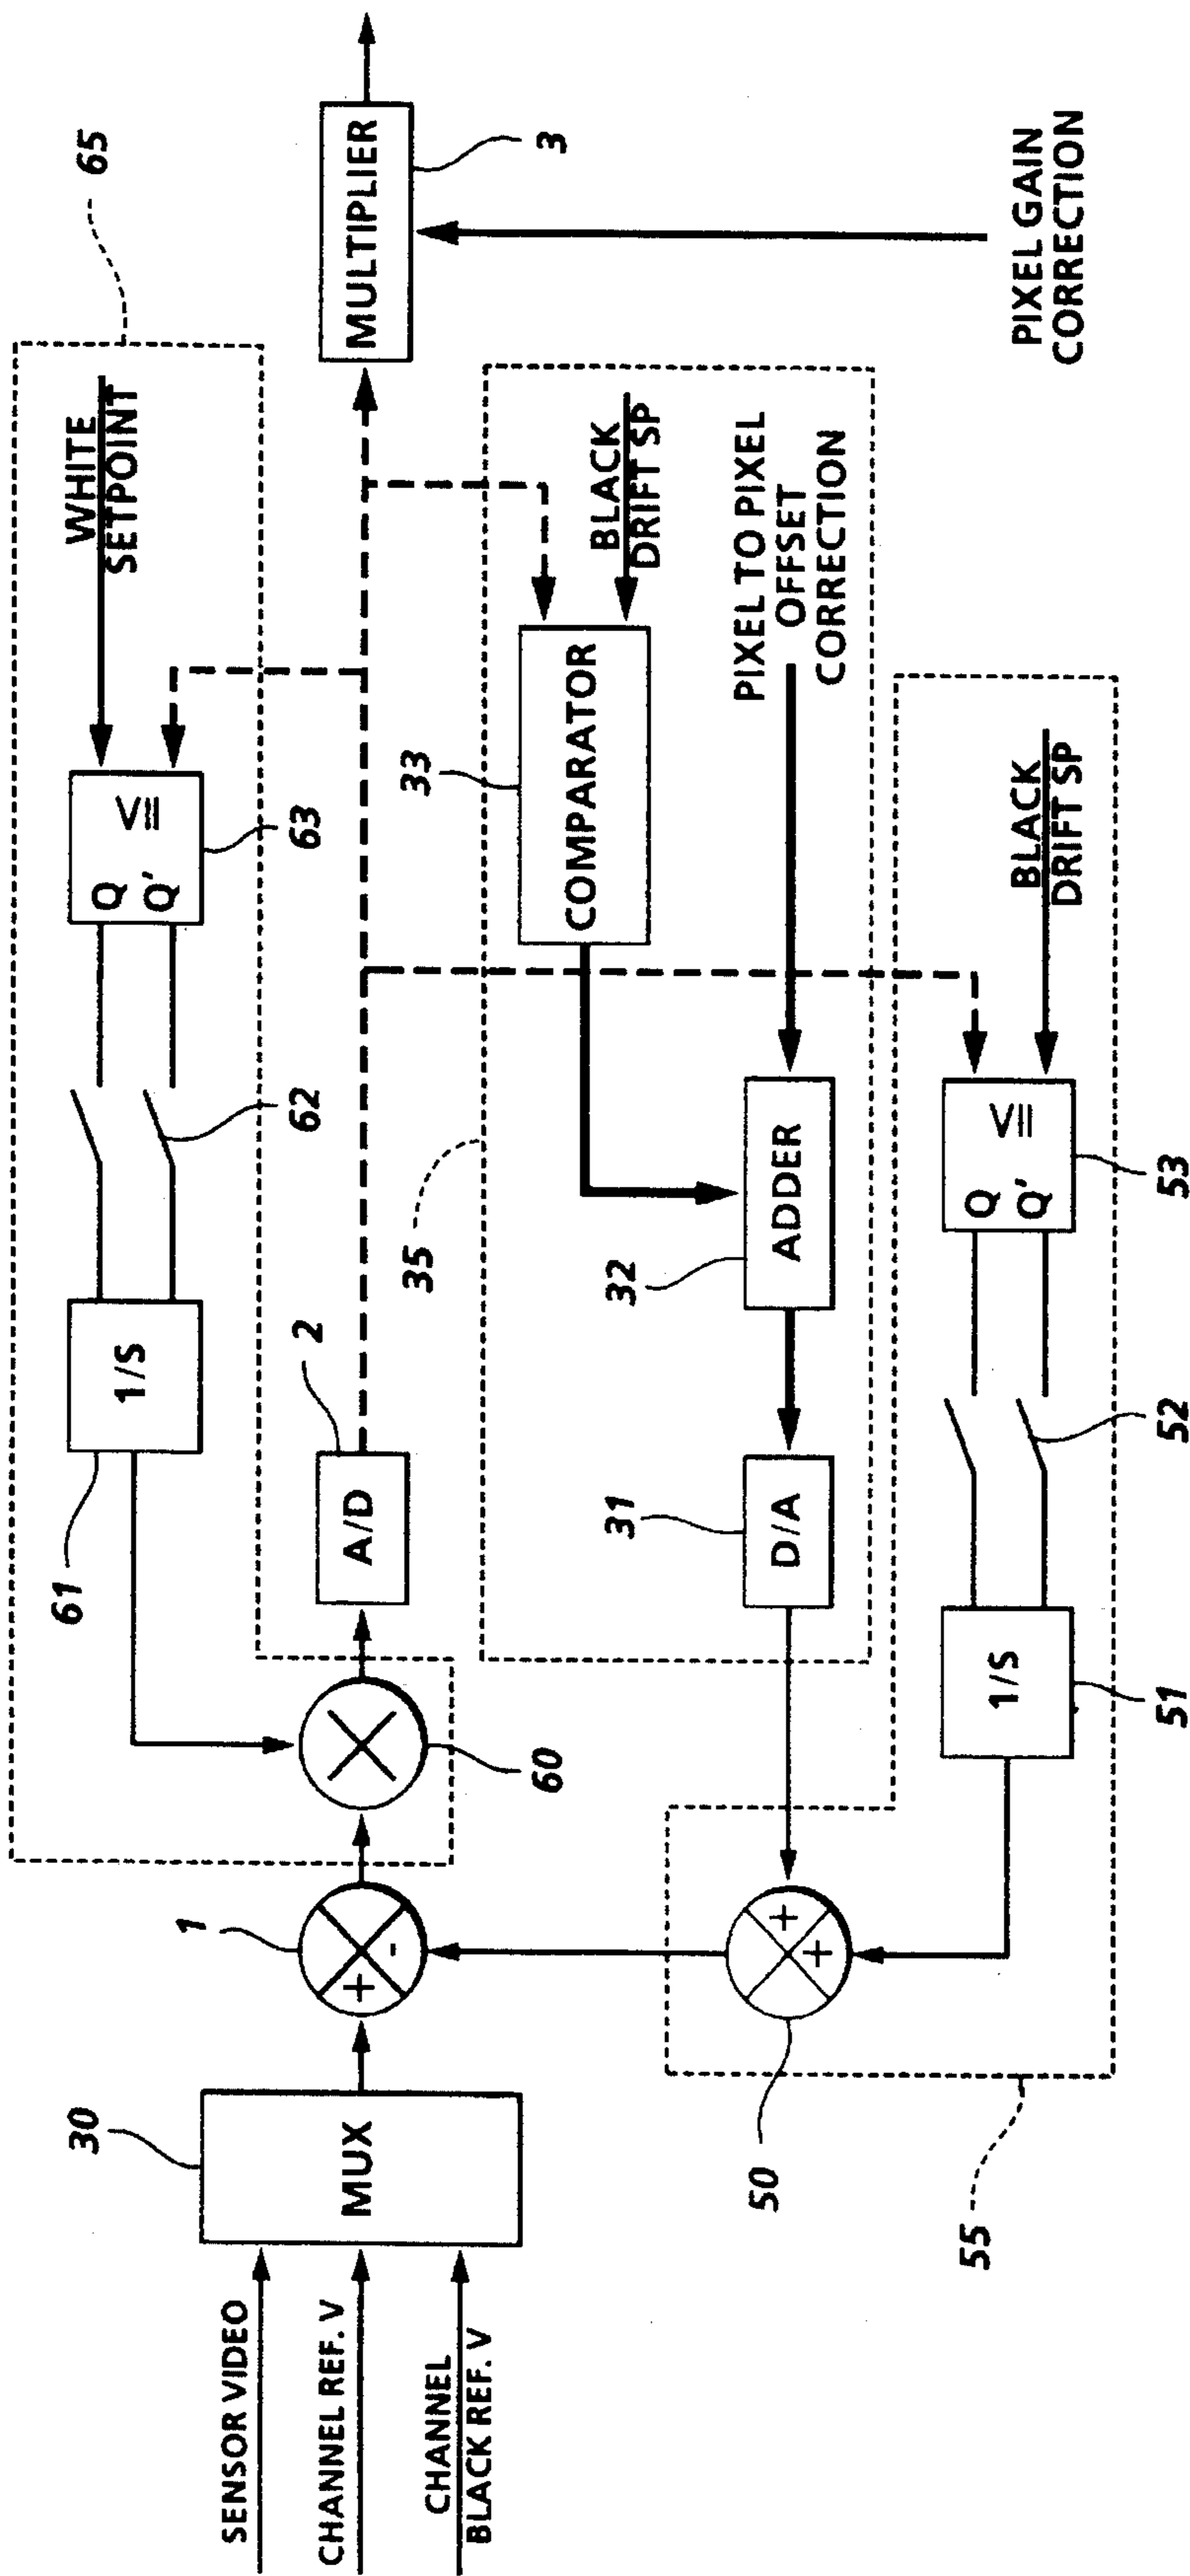 65
WHITE
SETPOINT
Q
Q'
≤
63
62
1/S
61
MULTIPLIER
3
2
A/D
60
1
+
-
30
MUX
SENSOR VIDEO
CHANNEL REF. V
CHANNEL
BLACK REF. V
PIXEL GAIN
CORRECTION
35
BLACK
DRIFT SP
33
COMPARATOR
PIXEL TO PIXEL
OFFSET
CORRECTION
32
ADDER
31
D/A
+
+
50
BLACK
DRIFT SP
Q
Q'
≤
53
52
1/S
51
55